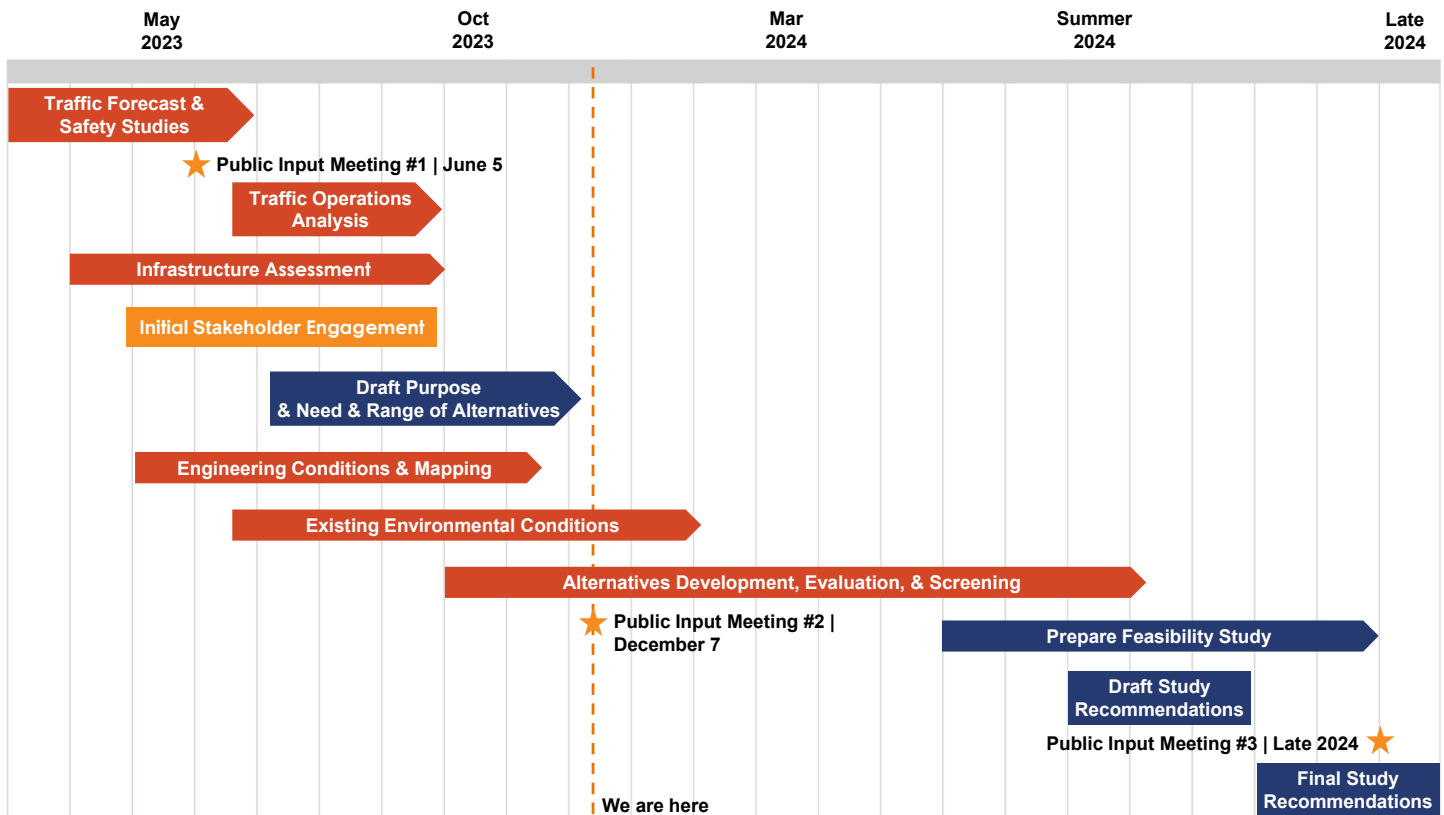 May
2023
Oct
2023
Mar
2024
Summer
2024
Late
2024
Traffic Forecast &
Safety Studies
Public Input Meeting #1 | June 5
Traffic Operations
Analysis
Infrastructure Assessment
Initial Stakeholder Engagement
Draft Purpose
& Need & Range of Alternatives
Engineering Conditions & Mapping
Existing Environmental Conditions
Alternatives Development, Evaluation, & Screening
Public Input Meeting #2 |
December 7
Prepare Feasibility Study
Draft Study
Recommendations
Public Input Meeting #3 | Late 2024
Final Study
Recommendations
We are here